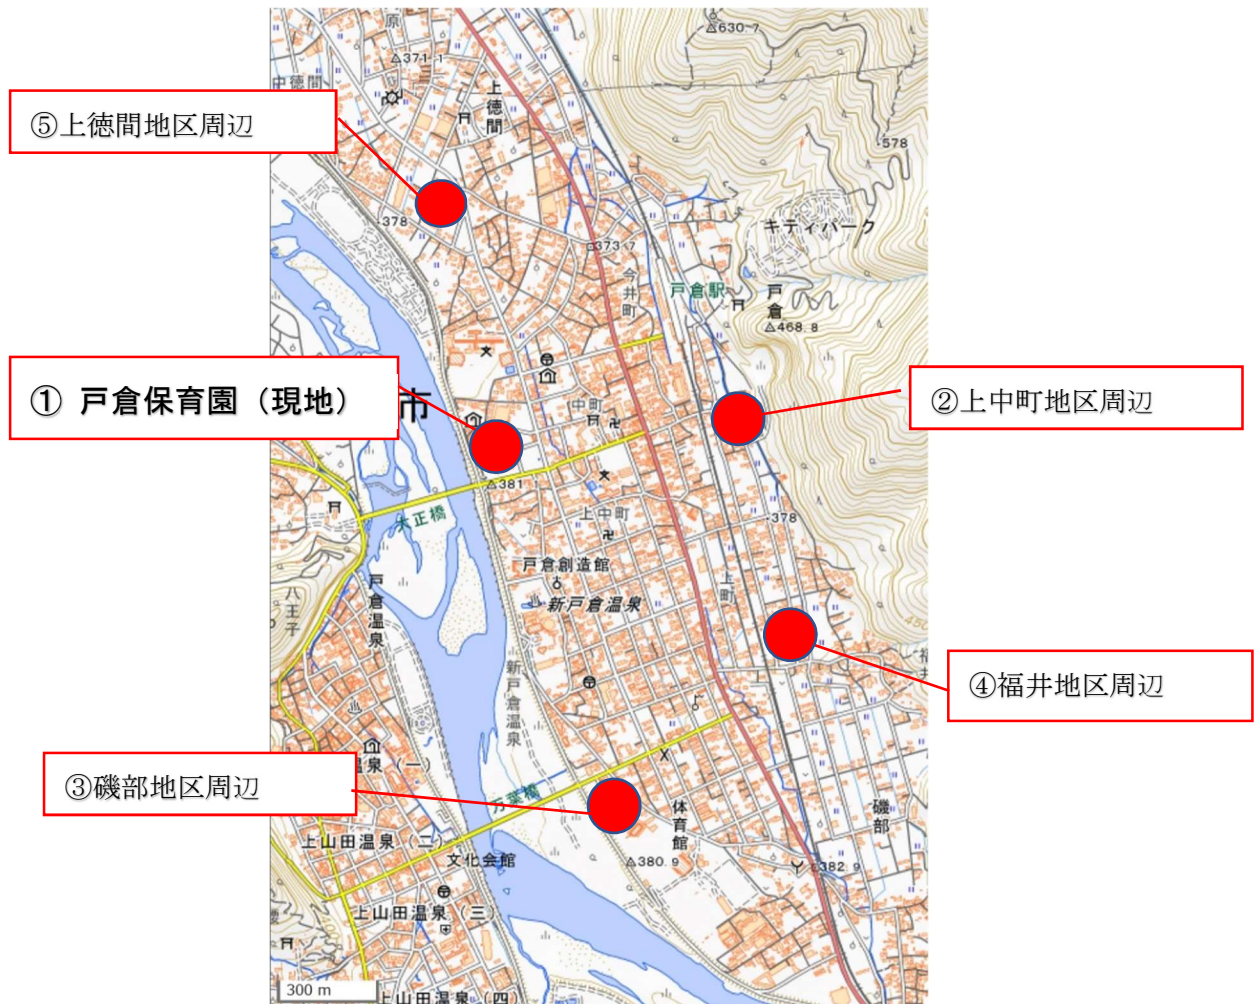 630.7
原
371.1
中徳間
上徳間
⑤上徳間地区周辺
578
378
キティパーク
373.7
今井町
戸倉駅
戸倉
468.8
① 戸倉保育園（現地）
市
中町
②上中町地区周辺
381
大正橋
上中町
378
戸倉創造館
新戸倉温泉
八王子
戸倉温泉
上町
新戸倉温泉
④福井地区周辺
温泉（一）
③磯部地区周辺
万葉橋
体育館
磯部
上山田温泉（二）
文化会館
380.9
382.9
上山田温泉（三）
300 m
上山田温泉（四）